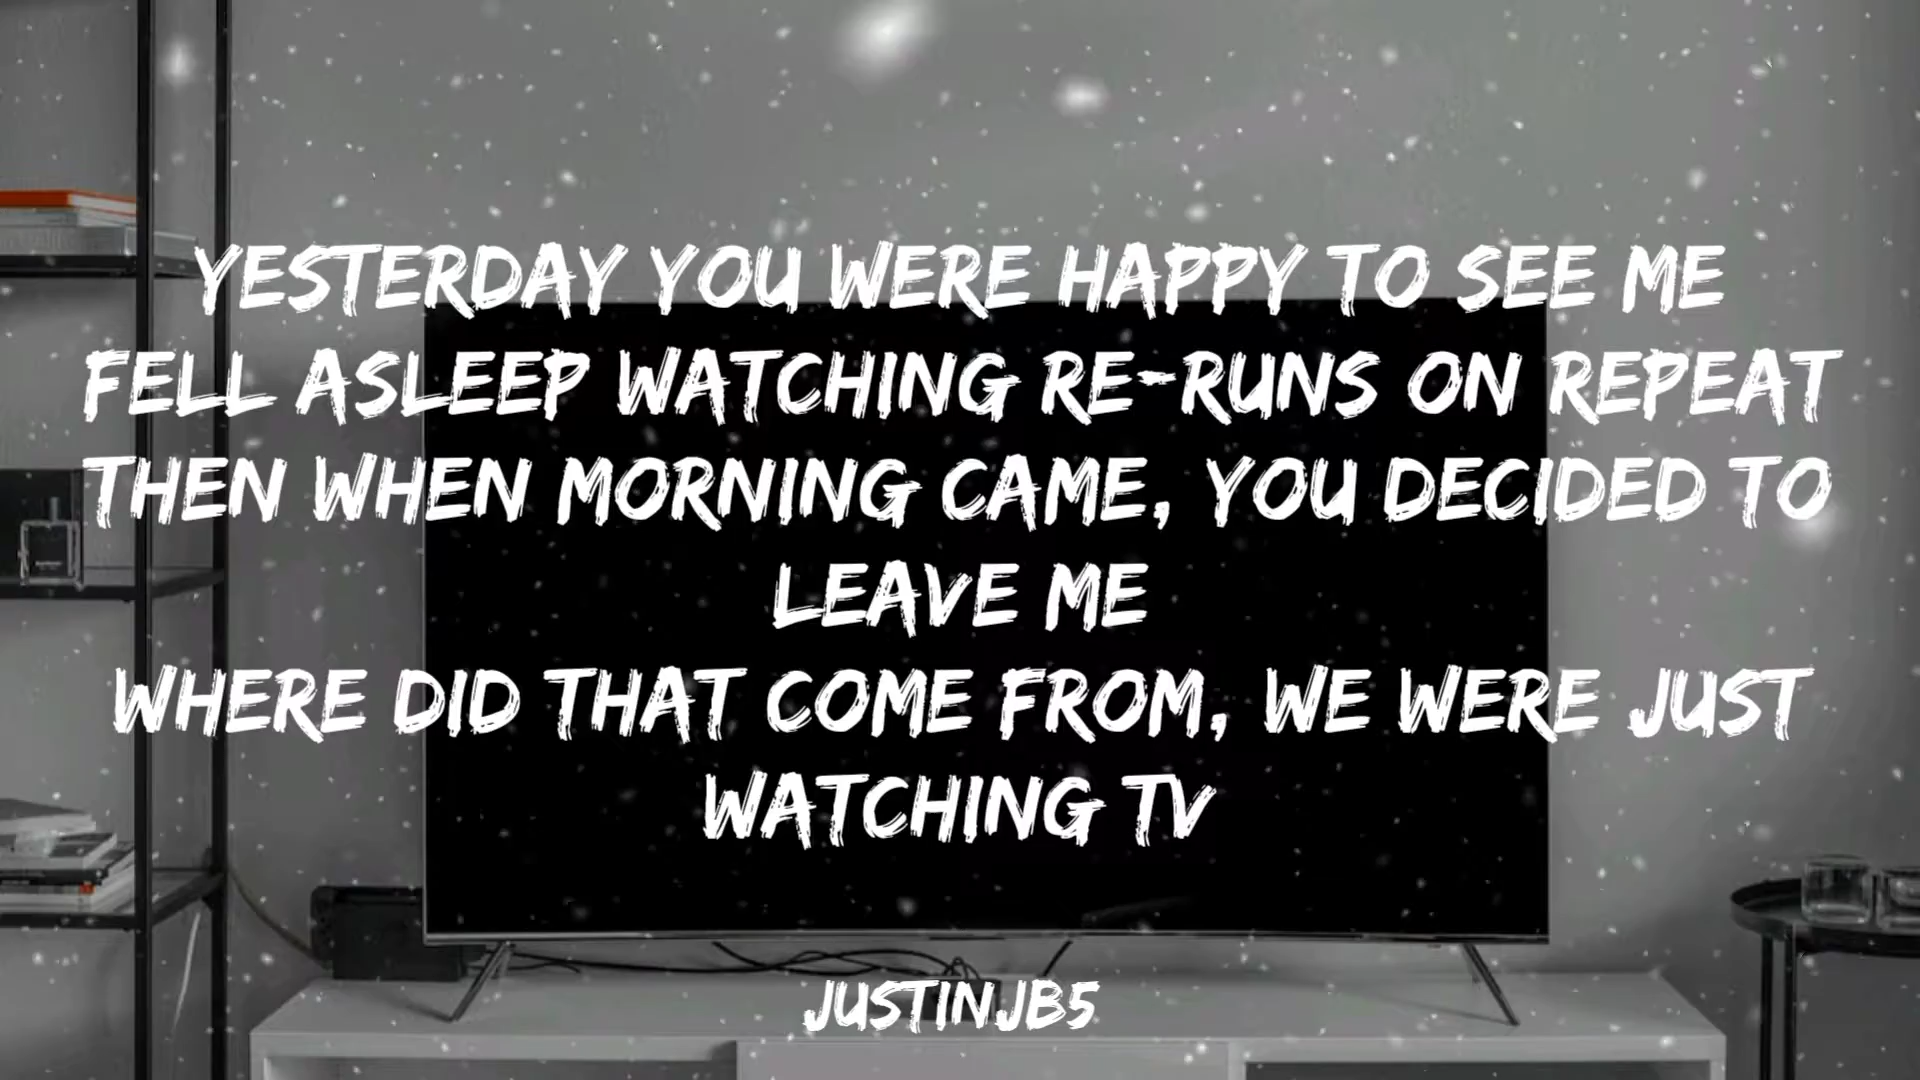 YESTERDAY YOU WERE HAPPY TO SEE ME
FELL ASLEEP WATCHING RE-RUNS ON REPEAT
THEN WHEN MORNING CAME, YOU DECIDED TO
LEAVE ME
WHERE DID THAT COME FROM, WE WERE JUST
WATCHING TV
JUSTINJB5